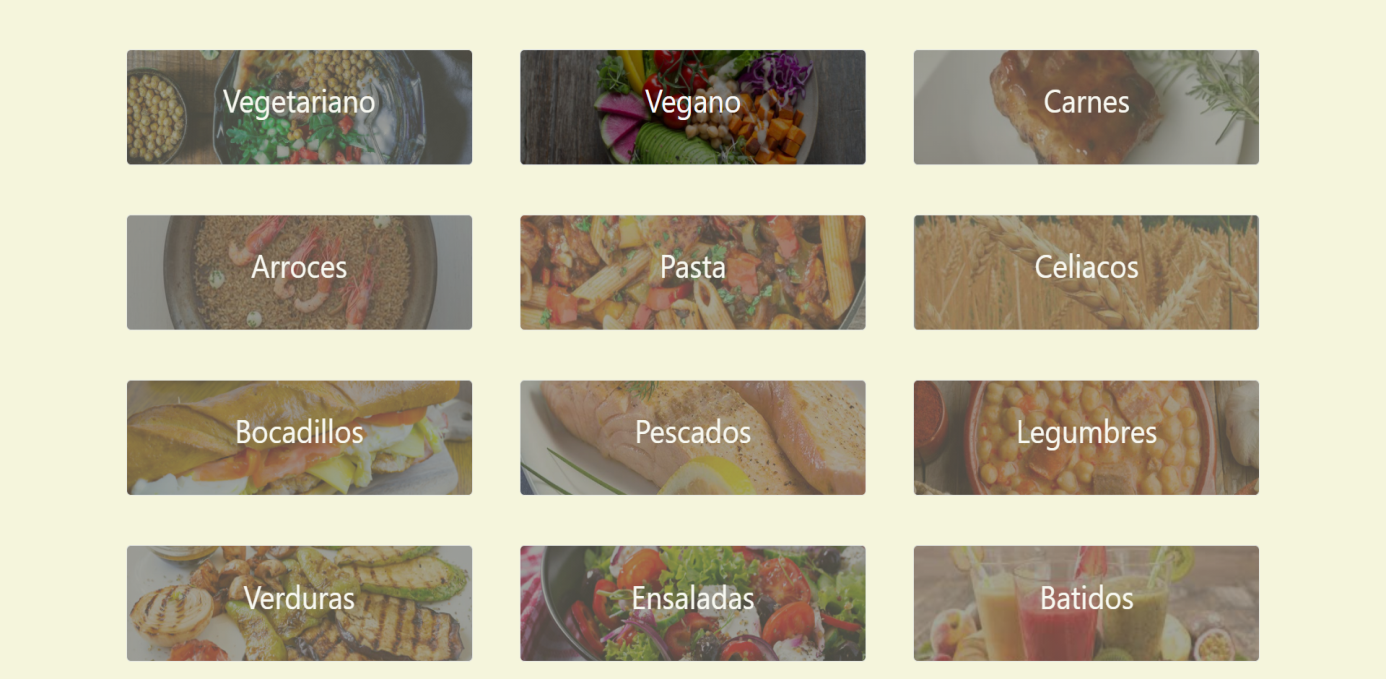 Vegetariano
Vegano
Carnes
Arroces
Pasta
Celiacos
Bocadillos
Pescados
Legumbres
Verduras
Ensaladas
Batidos